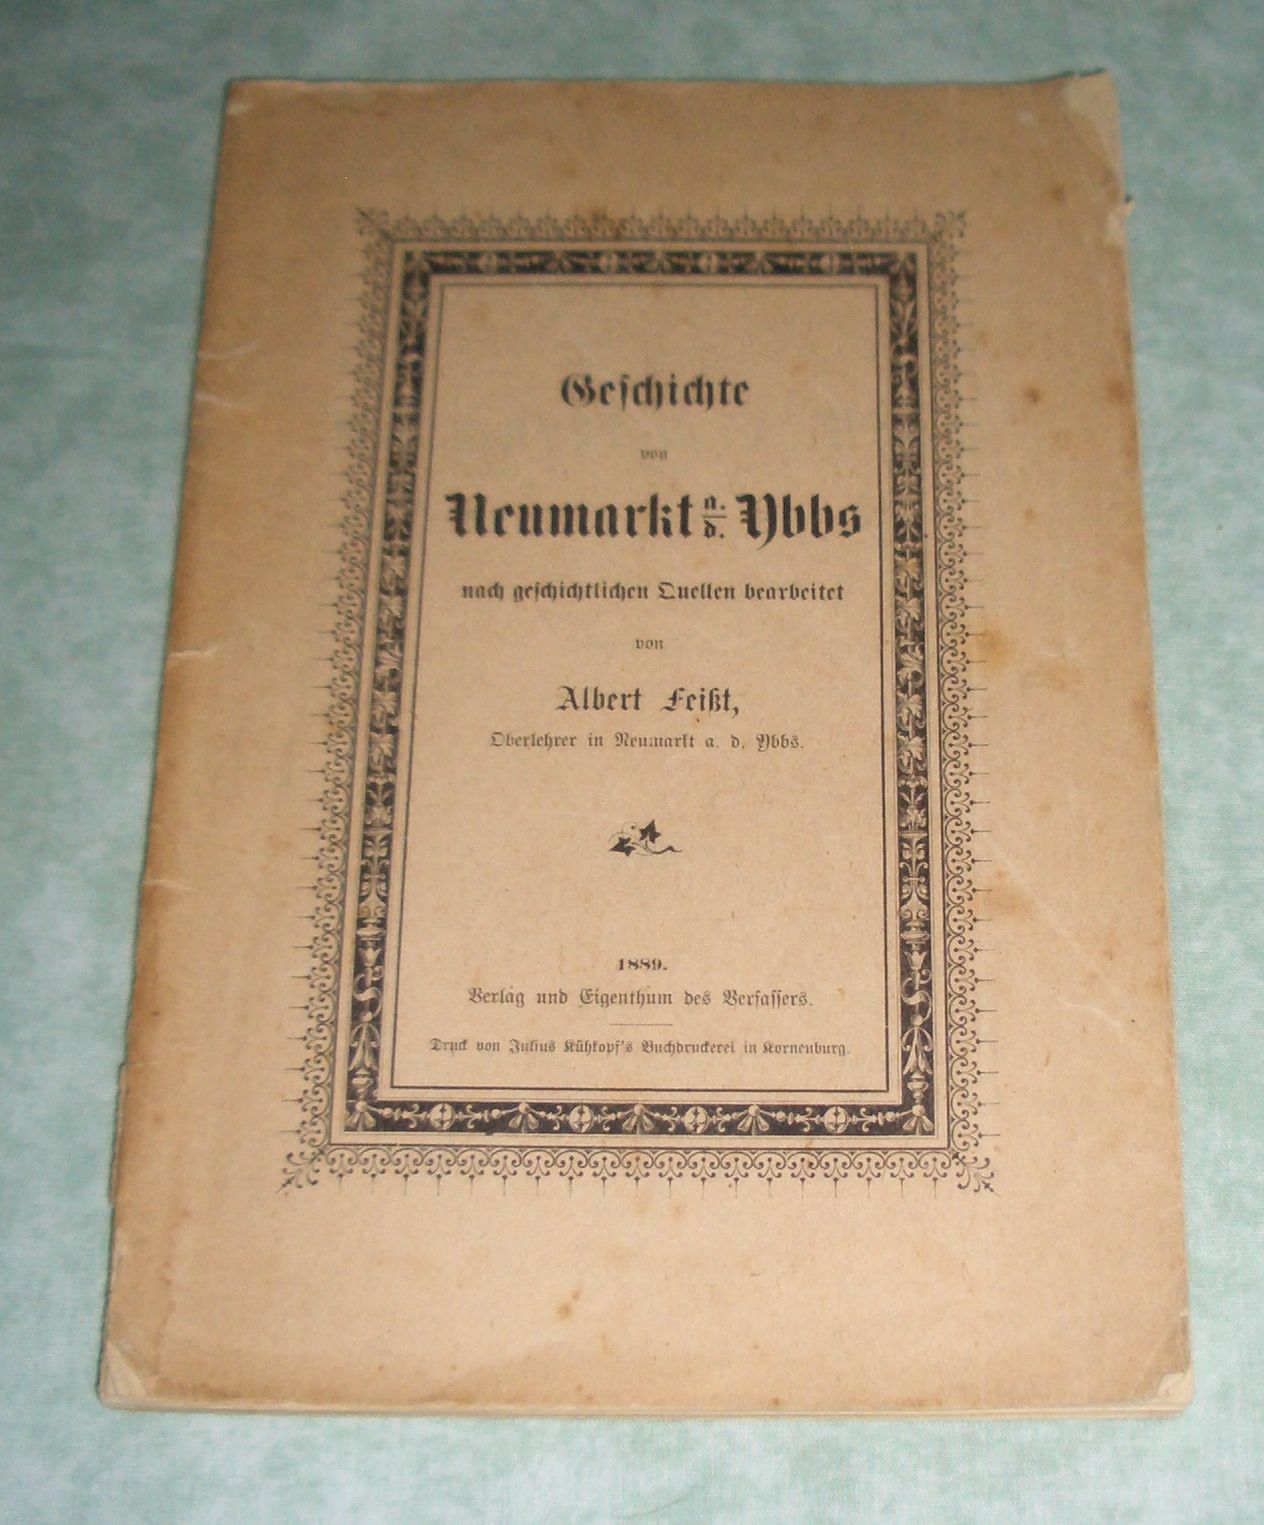 Geschichte
von
Neumarkt a. d. Ybbs
nach geschichtlichen Quellen bearbeitet
von
Albert Feißt,
Oberlehrer in Neumarkt a. d. Ybbs.
1889.
Verlag und Eigenthum des Verfassers.
Druck von Julius Kühkopf's Buchdruckerei in Korneuburg.